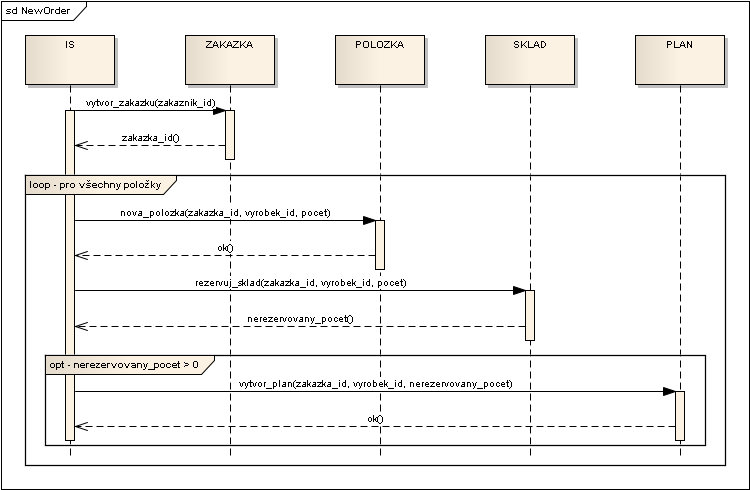 sd NewOrder
IS
ZAKAZKA
POLOZKA
SKLAD
PLAN
vytvor_zakazku(zakaznik_id)
zakazka_id()
loop - pro všechny položky
nova_polozka(zakazka_id, vyrobek_id, pocet)
ok()
rezervuj_sklad(zakazka_id, vyrobek_id, pocet)
nerezervovany_pocet()
opt - nerezervovany_pocet > 0
vytvor_plan(zakazka_id, vyrobek_id, nerezervovany_pocet)
ok()